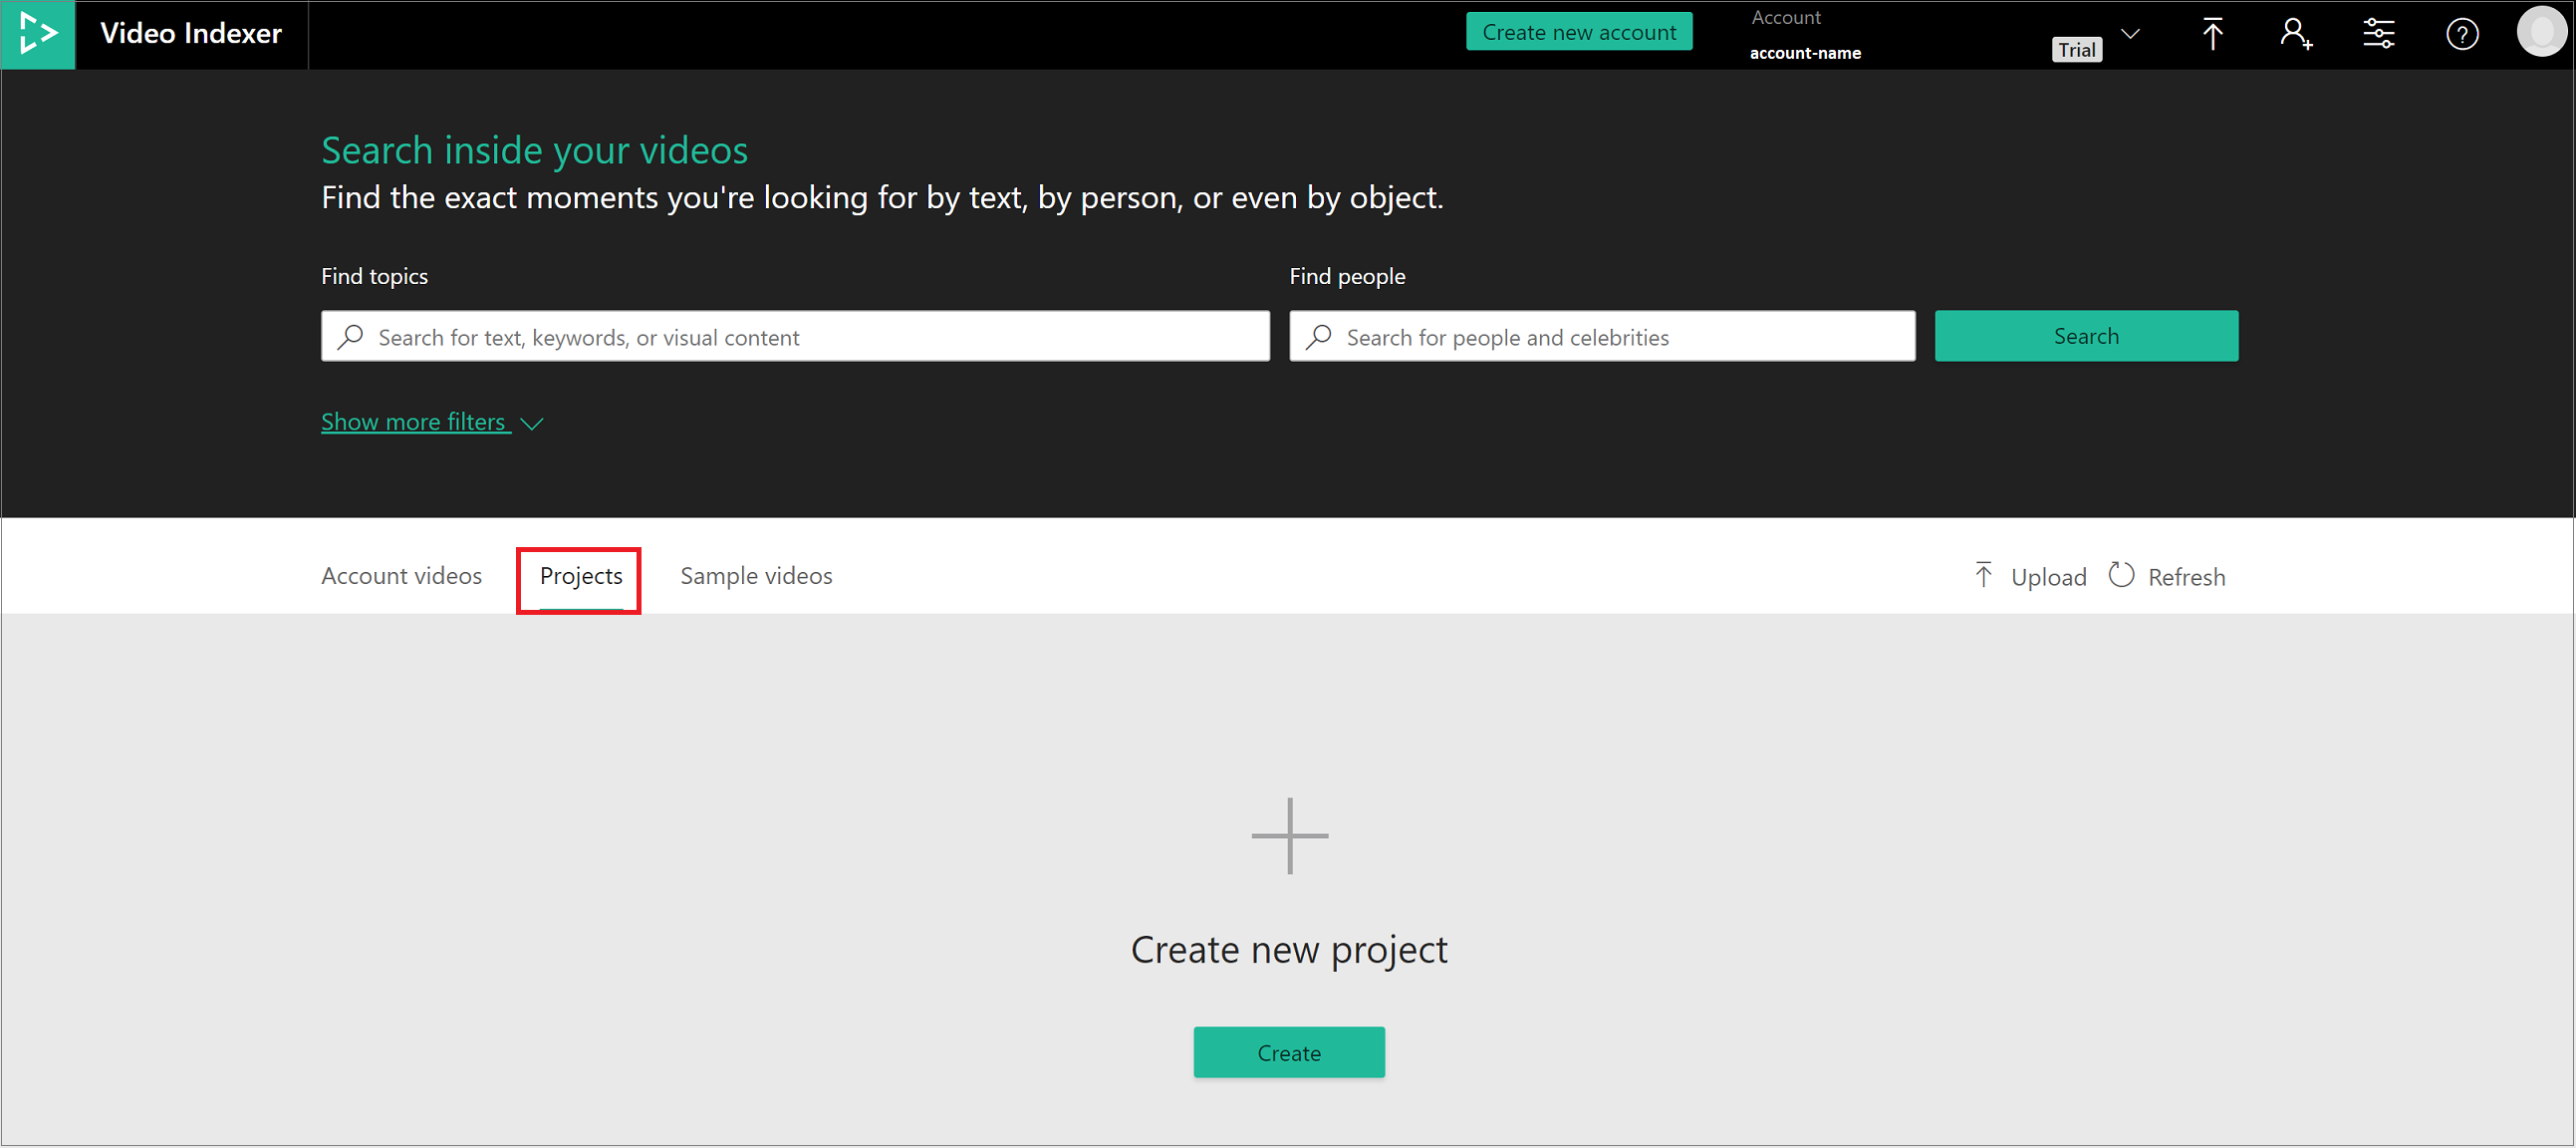 Video Indexer
Create new account
Account
account-name
Trial
?
Search inside your videos
Find the exact moments you're looking for by text, by person, or even by object.
Find topics
Find people
Search for text, keywords, or visual content
Search for people and celebrities
Search
Show more filters
Account videos
Projects
Sample videos
Upload
Refresh
Create new project
Create